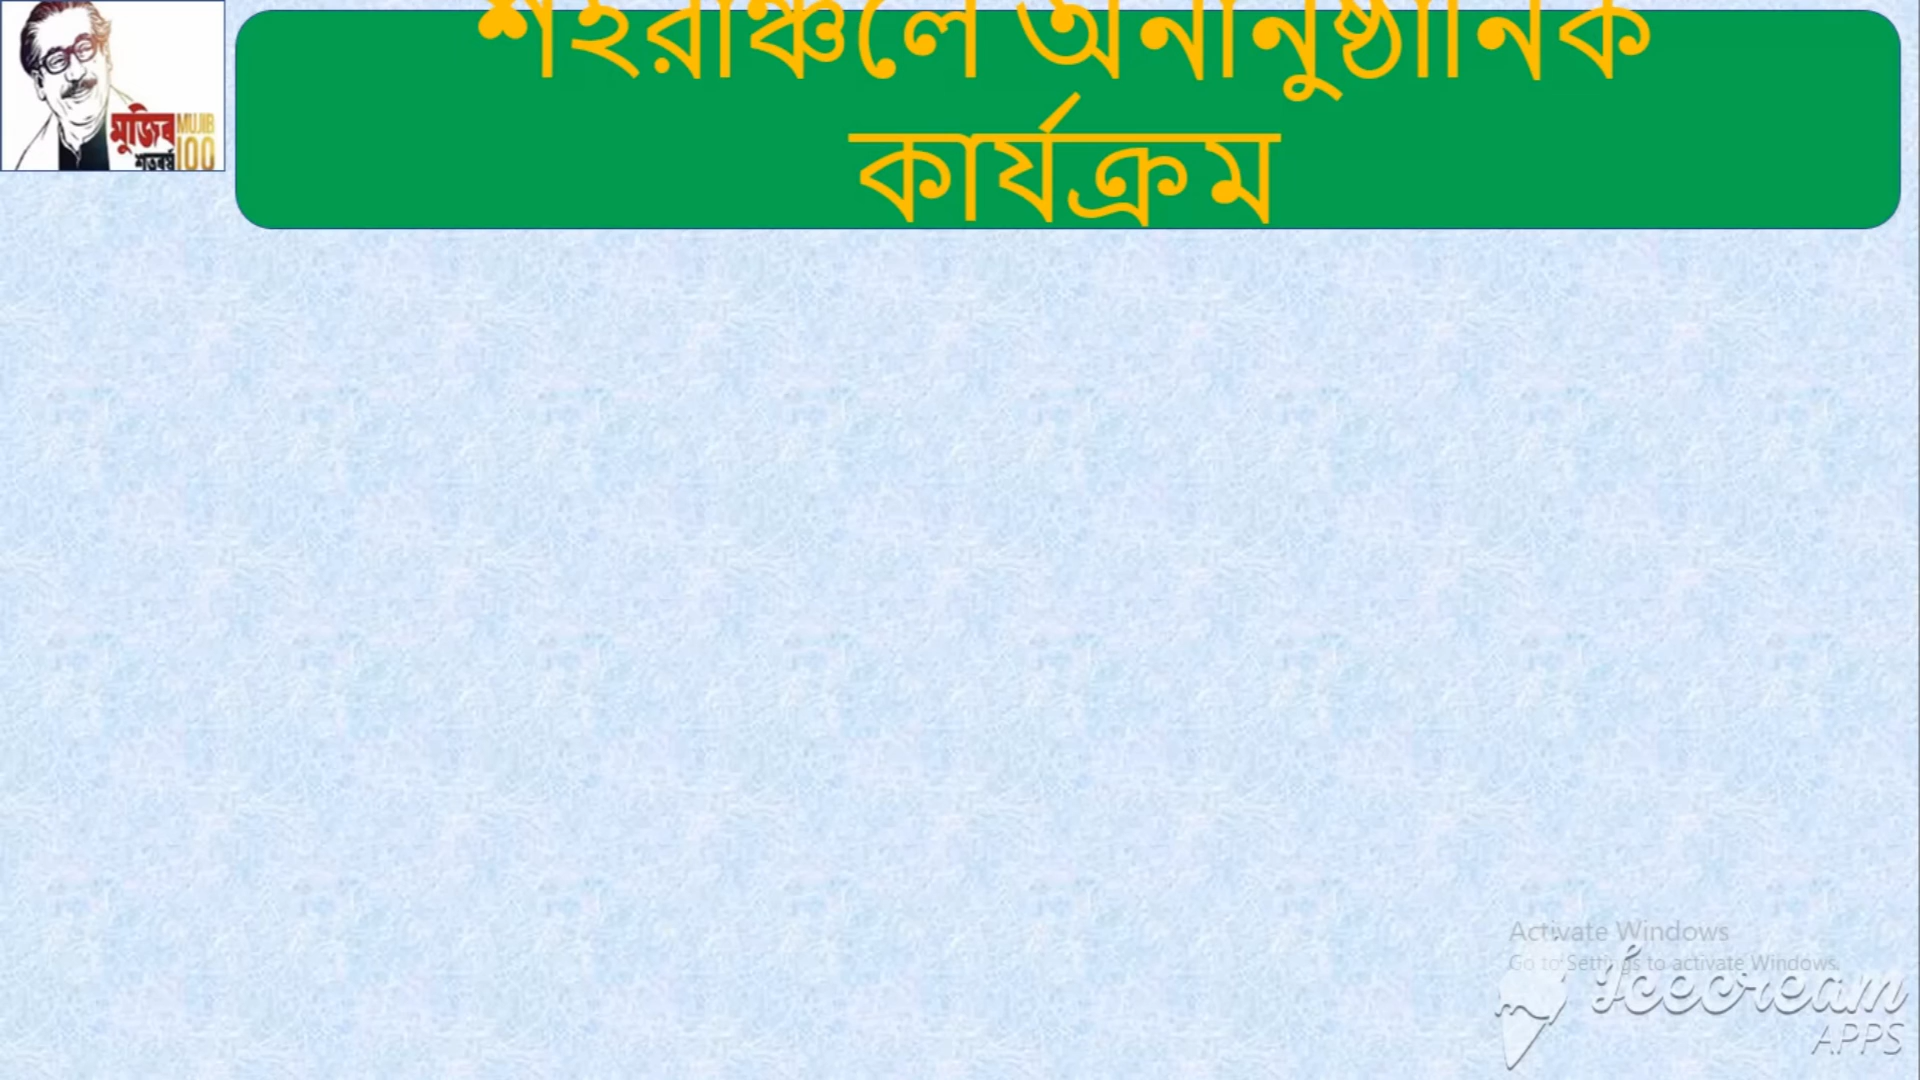 শহরাঞ্চলে অনানুষ্ঠানিক
কার্যক্রম
মুজিব
শতবর্ষ
MUJIB
100
Activate Windows
Go to Settings to activate Windows.
Icecream
APPS